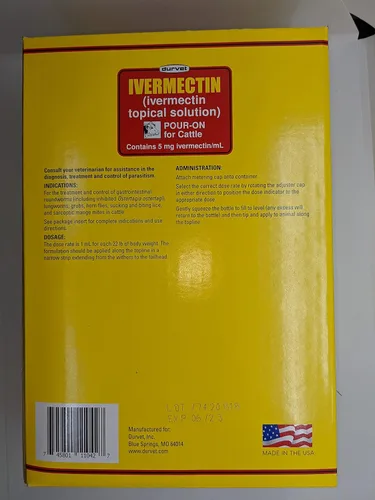 durvet
IVERMECTIN
(ivermectin
topical solution)
POUR-ON
for Cattle
Contains 5 mg ivermectin/mL
Consult your veterinarian for assistance in the
diagnosis, treatment and control of parasitism.
INDICATIONS:
For the treatment and control of gastrointestinal
roundworms (including inhibited Ostertagia ostertagi),
lungworms, grubs, horn flies, sucking and biting lice,
and sarcoptic mange mites in cattle.
See package insert for complete indications and use
directions.
DOSAGE:
The dose rate is 1 mL for each 22 lb of body weight. The
formulation should be applied along the topline in a
narrow strip extending from the withers to the tailhead.
ADMINISTRATION
Attach metering cap onto container.
Select the correct dose rate by rotating the adjuster cap
in either direction to position the dose indicator to the
appropriate dose.
Gently squeeze the bottle to fill to level (any excess will
return to the bottle) and then tip and apply to animal along
the topline.
LOT
EXP 06/23
Manufactured for:
Durvet, Inc.
Blue Springs, MO 64014
www.durvet.com
MADE IN THE USA